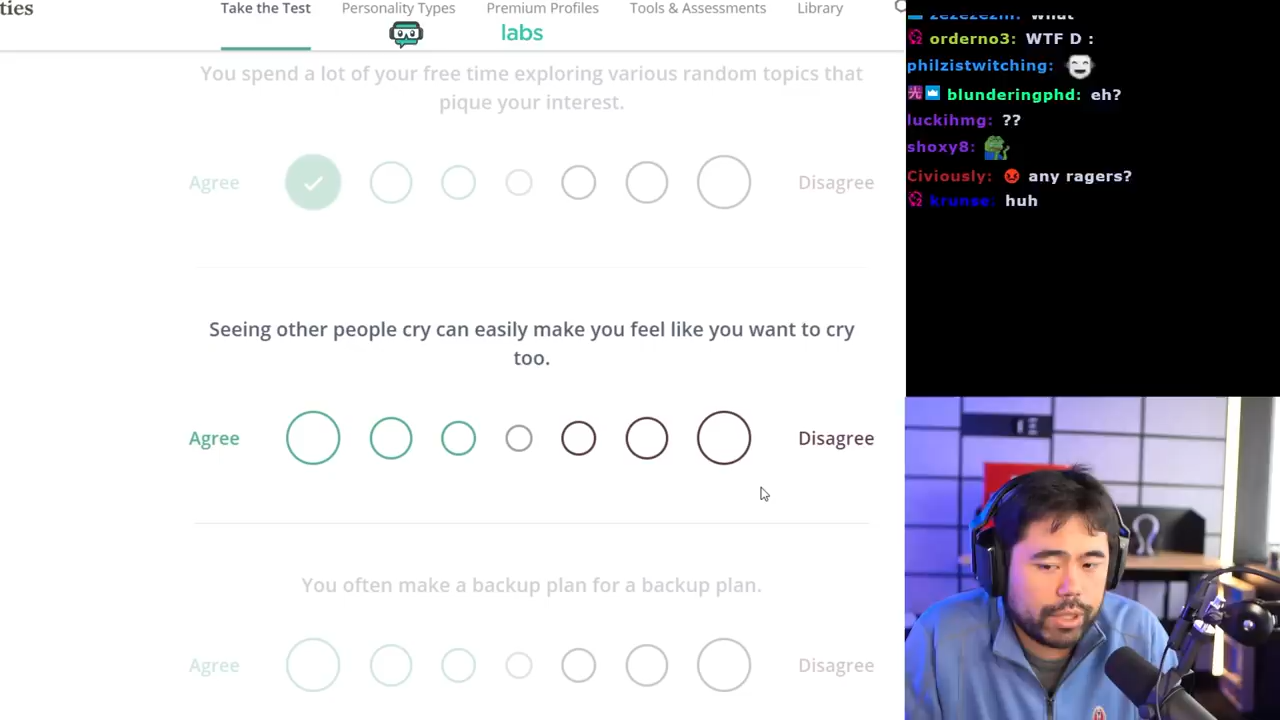 ties
Take the Test
Personality Types
Premium Profiles
Tools & Assessments
Library
labs
You spend a lot of your free time exploring various random topics that
pique your interest.
Agree
Disagree
Seeing other people cry can easily make you feel like you want to cry
too.
Agree
Disagree
You often make a backup plan for a backup plan.
Agree
Disagree
what
orderno3: WTF D :
philzistwitching:
光 blunderingphd: eh?
luckihmg: ??
shoxy8:
Civiously: any ragers?
krunse: huh